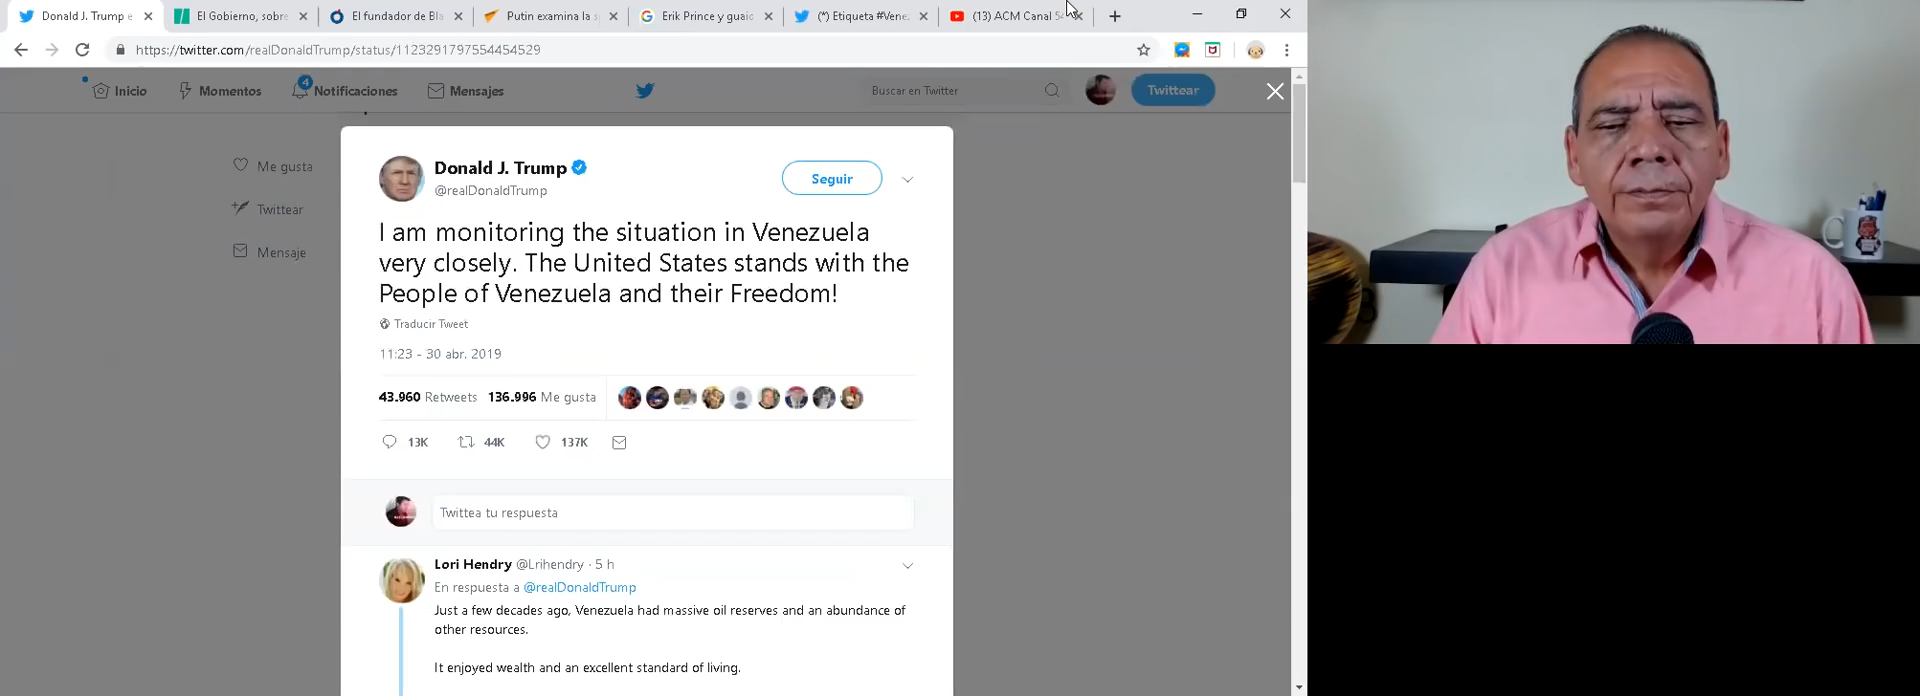 Donald J. Trump e
El Gobierno, sobre
El fundador de Bla
Putin examina la s
Erik Prince y guaid
(*) Etiqueta #Vene
(13) ACM Canal 54
https://twitter.com/realDonaldTrump/status/1123291797554454529
Inicio
Momentos
4
Notificaciones
Mensajes
Buscar en Twitter
Twittear
Me gusta
Twittear
Mensaje
Donald J. Trump
@realDonaldTrump
Seguir
I am monitoring the situation in Venezuela
very closely. The United States stands with the
People of Venezuela and their Freedom!
Traducir Tweet
11:23 - 30 abr. 2019
43.960 Retweets 136.996 Me gusta
13K 44K 137K
Twittea tu respuesta
Lori Hendry @Lrihendry · 5 h
En respuesta a @realDonaldTrump
Just a few decades ago, Venezuela had massive oil reserves and an abundance of
other resources.
It enjoyed wealth and an excellent standard of living.